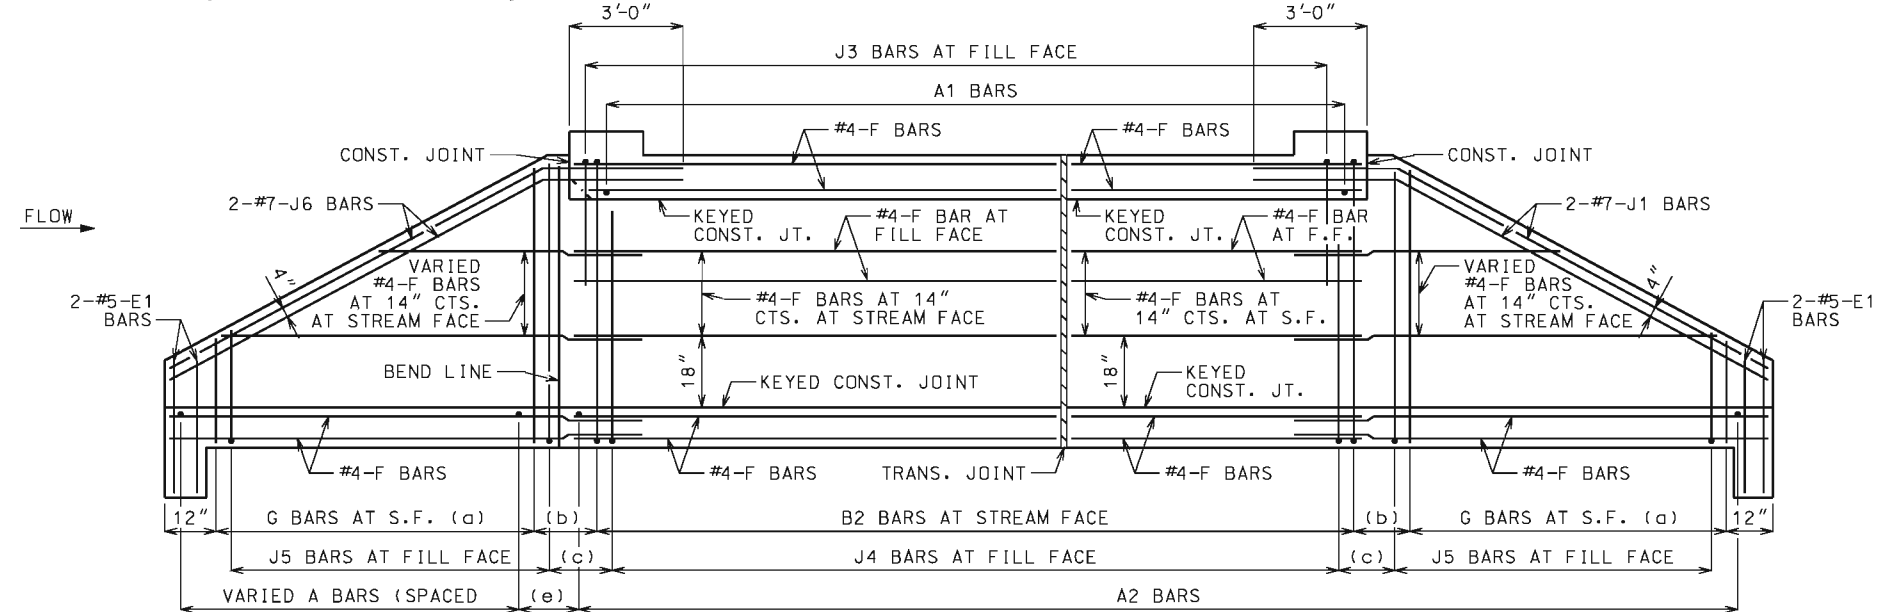 3'-0"
3'-0"
J3 BARS AT FILL FACE
A1 BARS
#4-F BARS
#4-F BARS
CONST. JOINT
CONST. JOINT
2-#7-J6 BARS
2-#7-J1 BARS
FLOW
KEYED
CONST. JT.
#4-F BAR AT
FILL FACE
KEYED
CONST. JT.
#4-F BAR
AT F.F.
4"
VARIED
#4-F BARS
AT 14" CTS.
AT STREAM FACE
VARIED
#4-F BARS
AT 14" CTS.
AT STREAM FACE
4"
2-#5-E1
BARS
#4-F BARS AT 14"
CTS. AT STREAM FACE
#4-F BARS AT
14" CTS. AT S.F.
2-#5-E1
BARS
BEND LINE
18"
KEYED CONST. JOINT
18"
KEYED
CONST. JT.
#4-F BARS
#4-F BARS
TRANS. JOINT
#4-F BARS
#4-F BARS
12"
G BARS AT S.F. (a)
(b)
B2 BARS AT STREAM FACE
(b)
G BARS AT S.F. (a)
12"
J5 BARS AT FILL FACE
(c)
J4 BARS AT FILL FACE
(c)
J5 BARS AT FILL FACE
VARIED A BARS (SPACED
(e)
A2 BARS